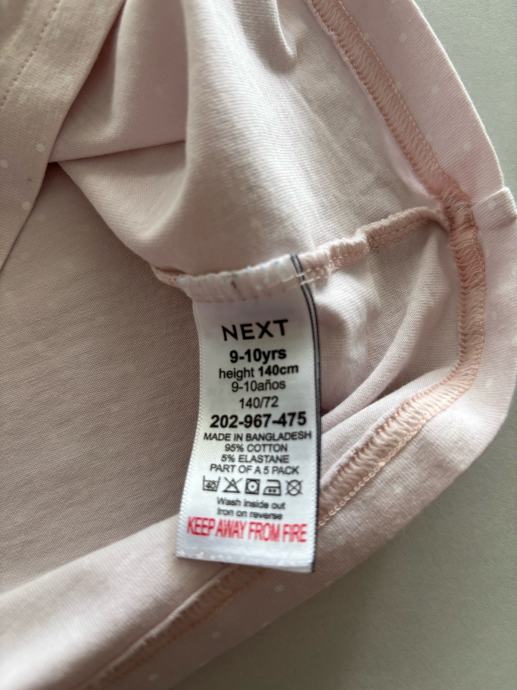 NEXT
9-10yrs
height 140cm
9-10años
140/72
202-967-475
MADE IN BANGLADESH
95% COTTON
5% ELASTANE
PART OF A 5 PACK
Wash inside out
Iron on reverse
KEEP AWAY FROM FIRE